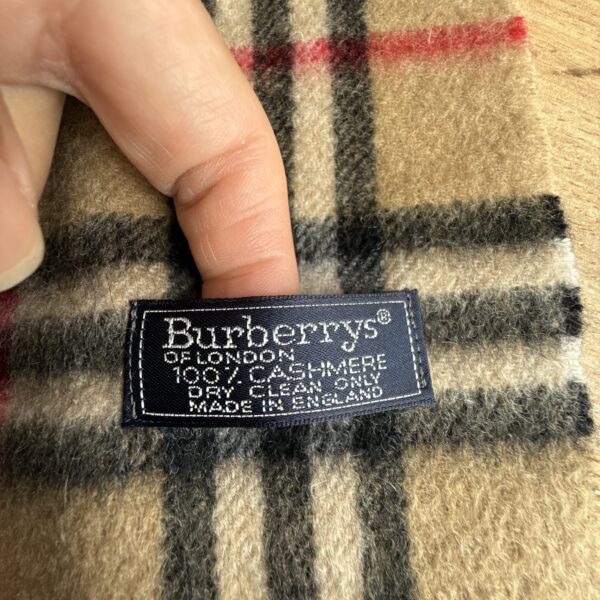 Burberrys®
OF LONDON
100% CASHMERE
DRY CLEAN ONLY
MADE IN ENGLAND